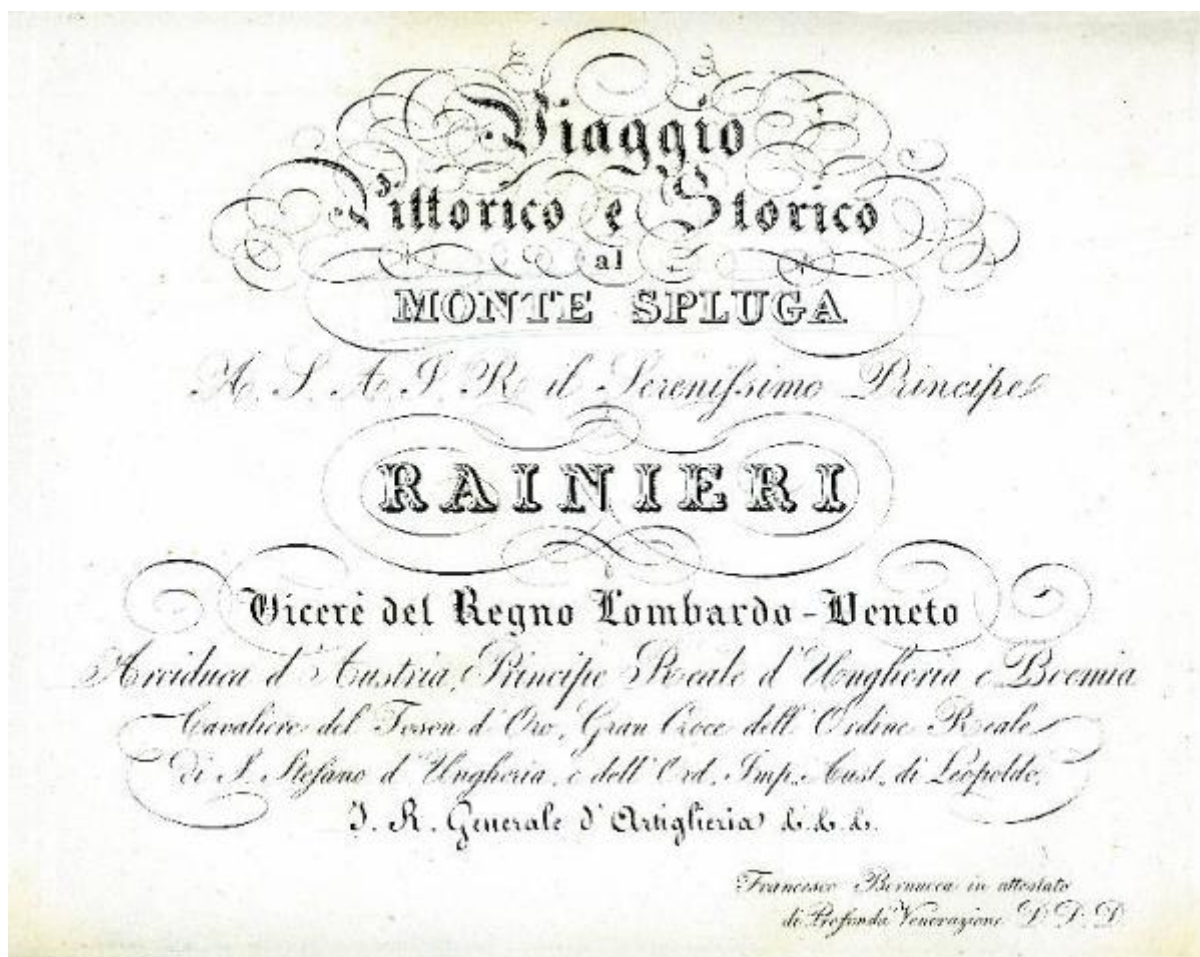 Viaggio
Pittorico e Storico
al
MONTE SPLUGA
A S. A. I. R. il Serenissimo Principe
RAINIERI
Vicerè del Regno Lombardo-Veneto
Arciduca d'Austria, Principe Reale d'Ungheria e Boemia
Cavaliere del Toson d'Oro, Gran Croce dell'Ordine Reale
di S. Stefano d'Ungheria, e dell'Ord. Imp. Aust. di Leopoldo,
I. R. Generale d'Artiglieria &. &. &.
Francesco Bernucca in attestato
di Profonda Venerazione D. D. D.